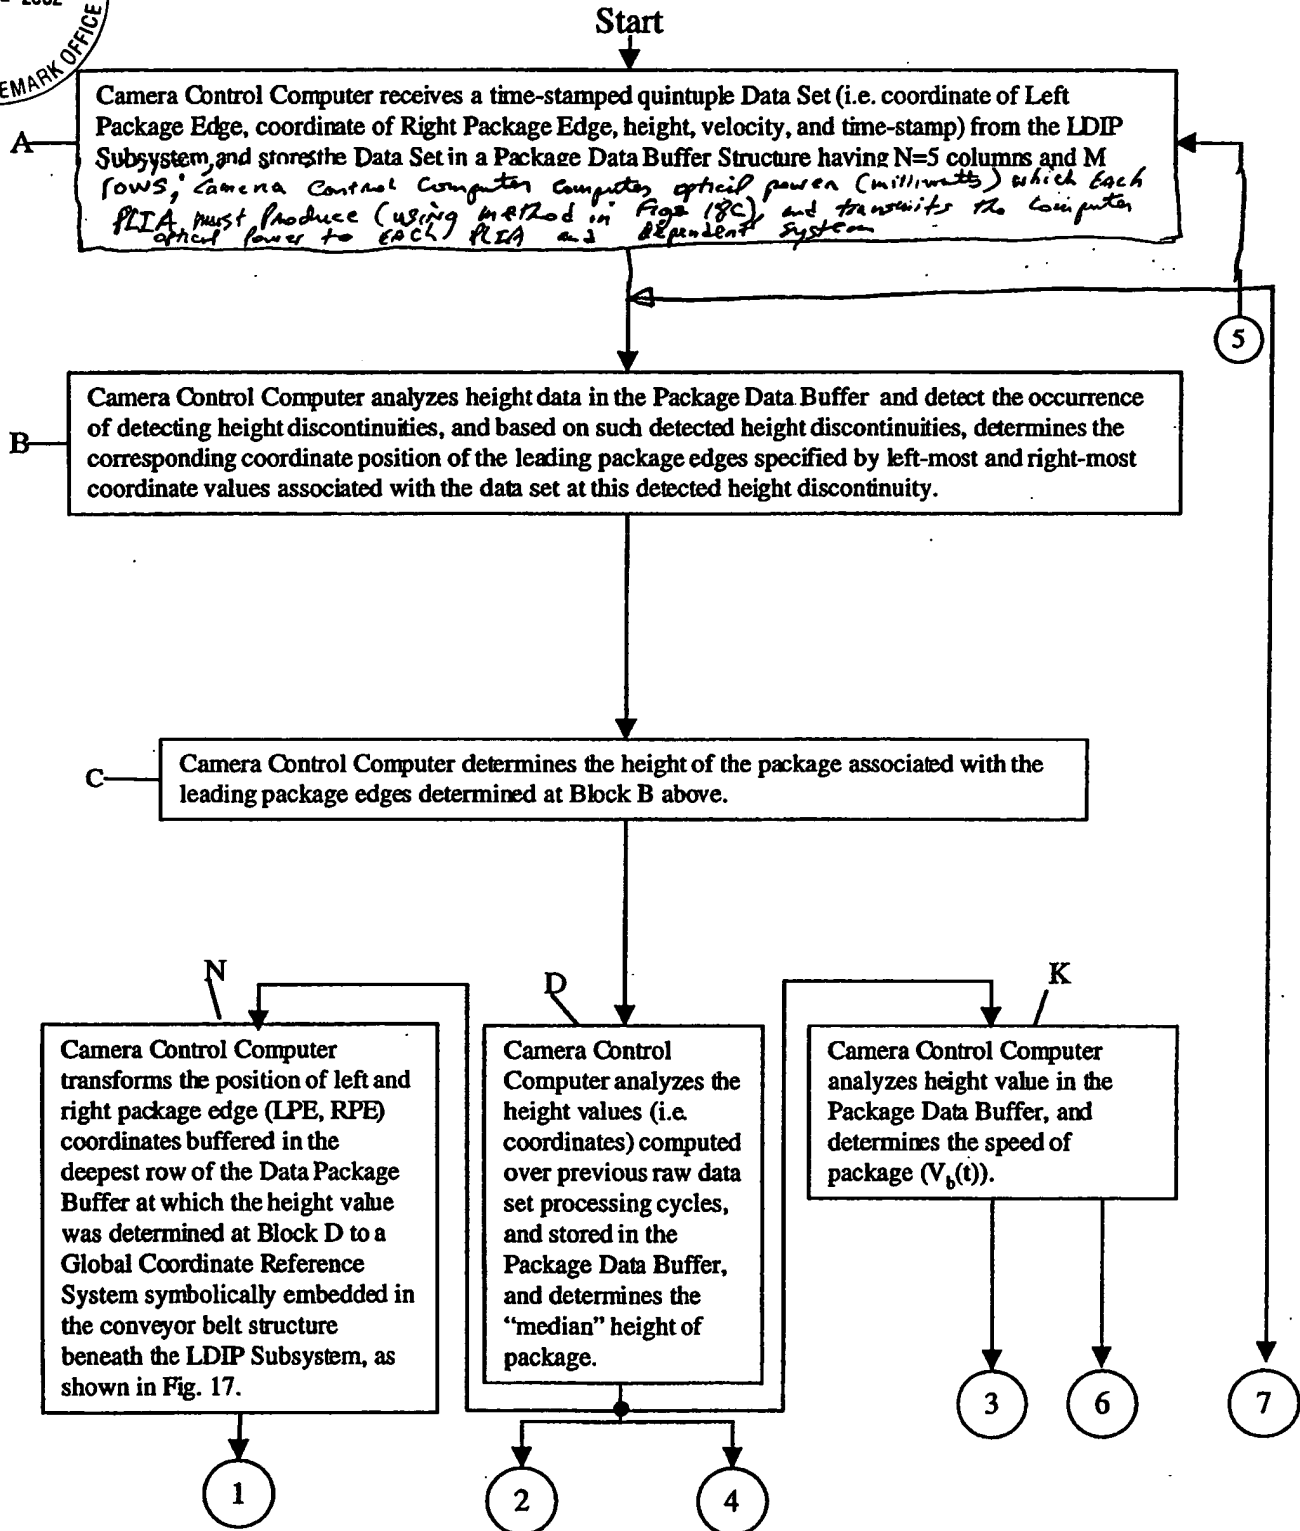 2002
EMARK OFFICE
Start
A
Camera Control Computer receives a time-stamped quintuple Data Set (i.e. coordinate of Left
Package Edge, coordinate of Right Package Edge, height, velocity, and time-stamp) from the LDIP
Subsystem, and storesthe Data Set in a Package Data Buffer Structure having N=5 columns and M
rows; Camera Control Computer computes optical power (milliwatts) which Each
PLIA must Produce (using method in Figs 18C) and transmits the computer
optical power to EACH PLIA and dependent system
5
B
Camera Control Computer analyzes height data in the Package Data Buffer and detect the occurrence
of detecting height discontinuities, and based on such detected height discontinuities, determines the
corresponding coordinate position of the leading package edges specified by left-most and right-most
coordinate values associated with the data set at this detected height discontinuity.
C
Camera Control Computer determines the height of the package associated with the
leading package edges determined at Block B above.
N
Camera Control Computer
transforms the position of left and
right package edge (LPE, RPE)
coordinates buffered in the
deepest row of the Data Package
Buffer at which the height value
was determined at Block D to a
Global Coordinate Reference
System symbolically embedded in
the conveyor belt structure
beneath the LDIP Subsystem, as
shown in Fig. 17.
D
Camera Control
Computer analyzes the
height values (i.e.
coordinates) computed
over previous raw data
set processing cycles,
and stored in the
Package Data Buffer,
and determines the
“median” height of
package.
K
Camera Control Computer
analyzes height value in the
Package Data Buffer, and
determines the speed of
package (Vb(t)).
1
2
4
3
6
7